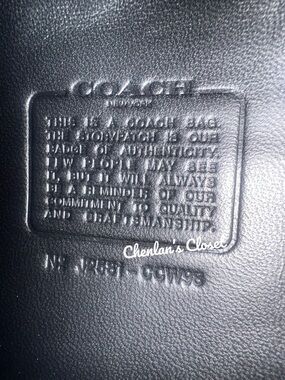 COACH
NEW YORK
THIS IS A COACH BAG.
THE STORYPATCH IS OUR
BADGE OF AUTHENTICITY.
FEW PEOPLE MAY SEE
IT, BUT IT WILL ALWAYS
BE A REMINDER OF OUR
COMMITMENT TO QUALITY
AND CRAFTSMANSHIP.
Chenlan's Closet